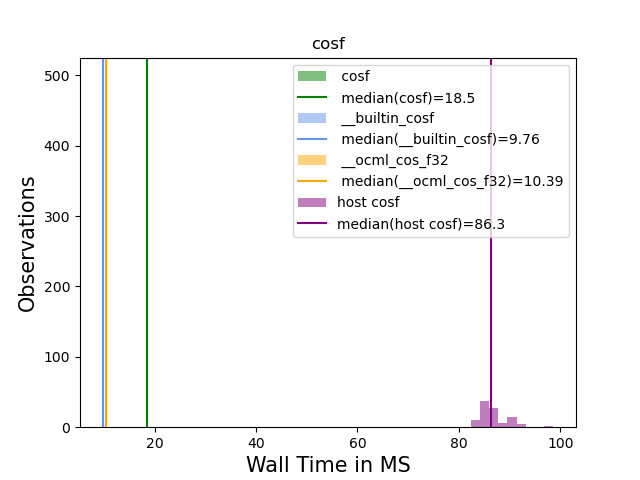 cosf
500
400
300
200
100
0
Observations
cosf
median(cosf)=18.5
__builtin_cosf
median(__builtin_cosf)=9.76
__ocml_cos_f32
median(__ocml_cos_f32)=10.39
host cosf
median(host cosf)=86.3
20 40 60 80 100
Wall Time in MS